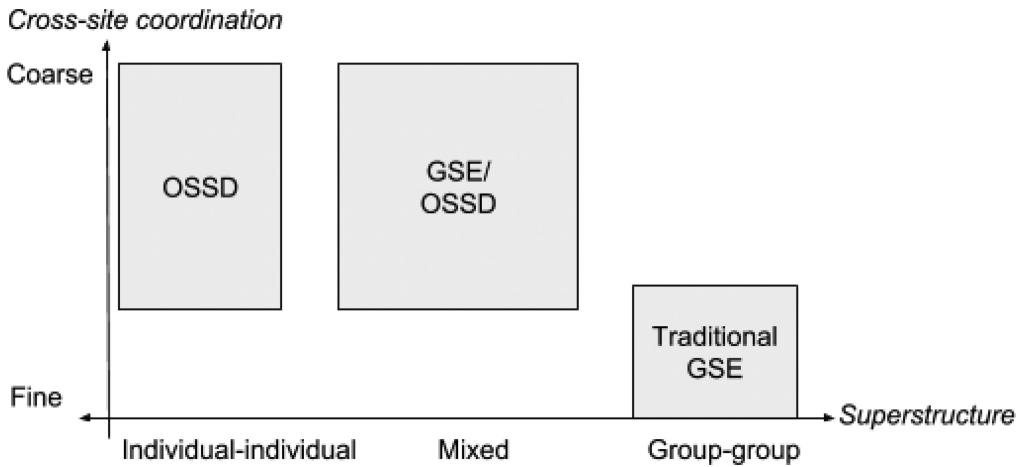 Cross-site coordination
Coarse
OSSD
GSE/
OSSD
Traditional
GSE
Fine
Superstructure
Individual-individual
Mixed
Group-group